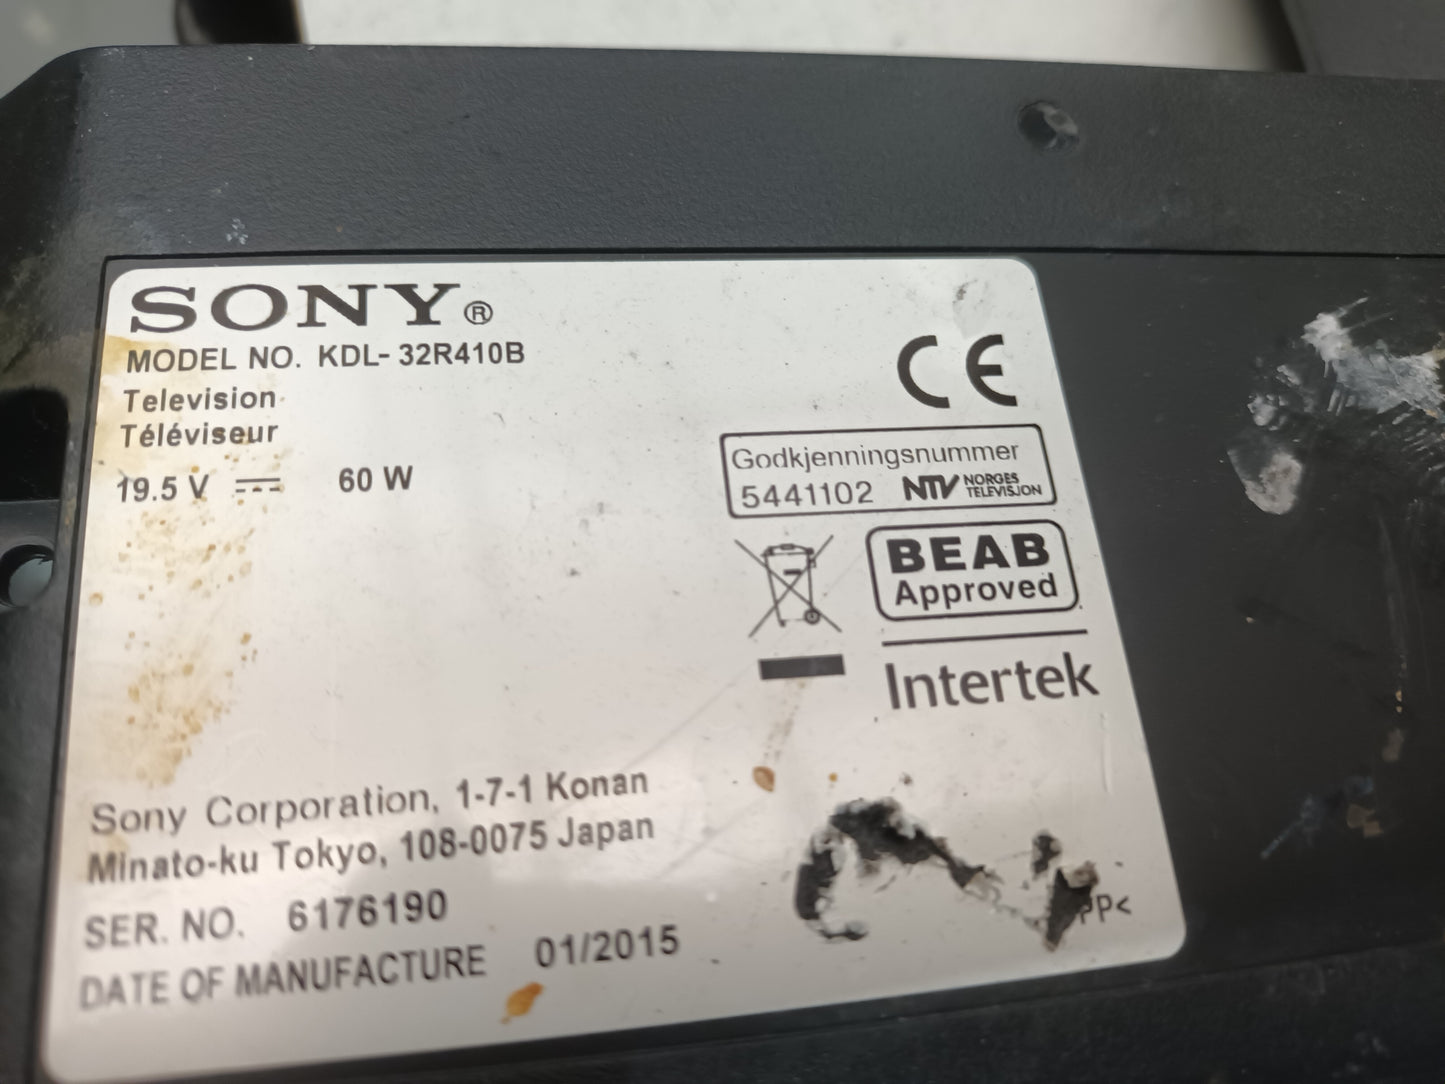 SONY®
MODEL NO. KDL-32R410B
Television
Téléviseur
19.5 V 60 W
CE
Godkjenningsnummer
5441102 NTV NORGES TELEVISJON
BEAB
Approved
Intertek
Sony Corporation, 1-7-1 Konan
Minato-ku Tokyo, 108-0075 Japan
SER. NO. 6176190
DATE OF MANUFACTURE 01/2015